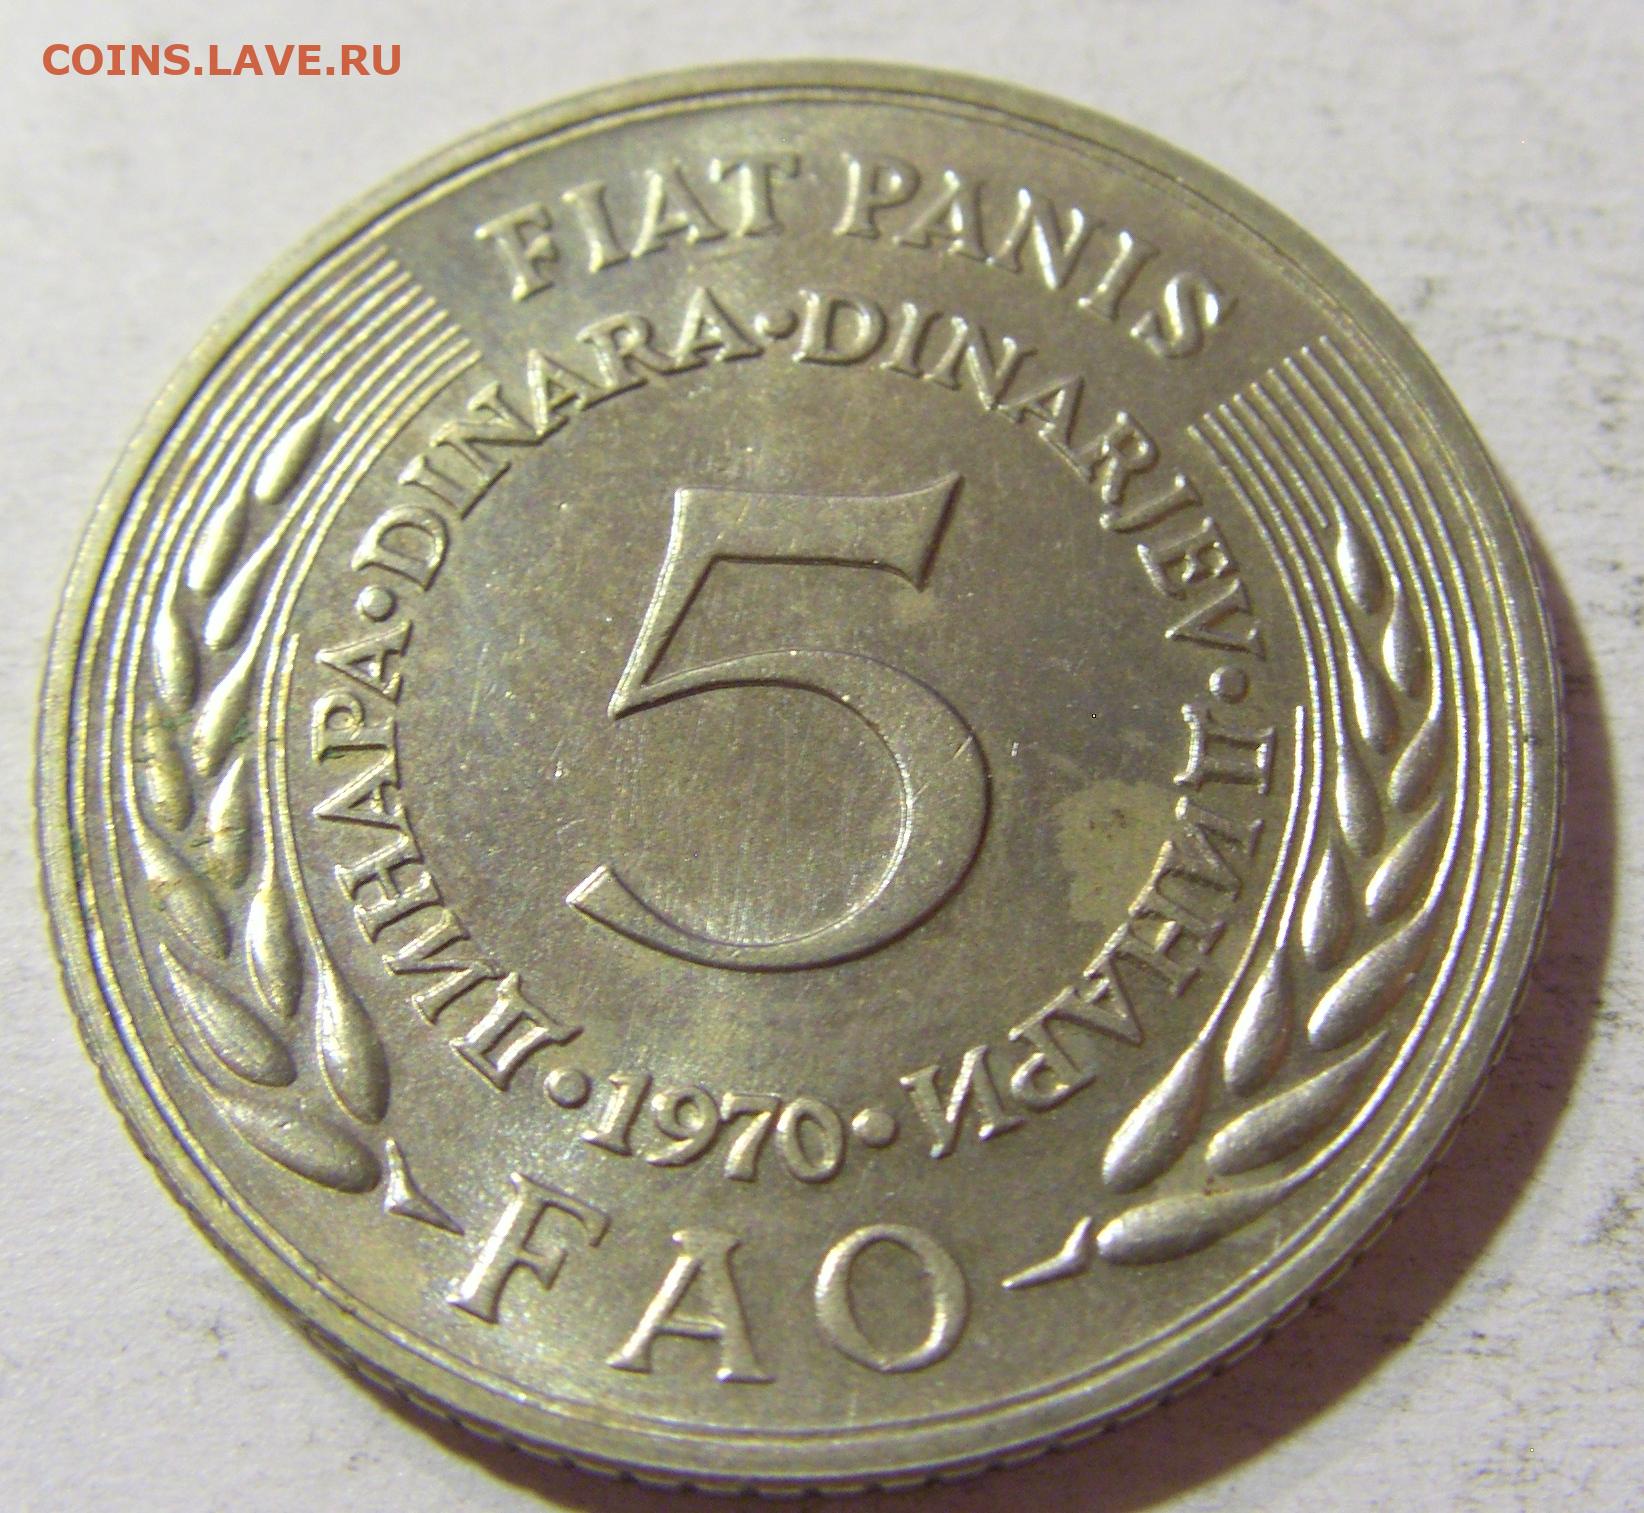 COINS.LAVE.RU
FIAT PANIS
ДИНАРА·DINARA·DINARJEV·ДИНАРИ
5
·1970·
FAO